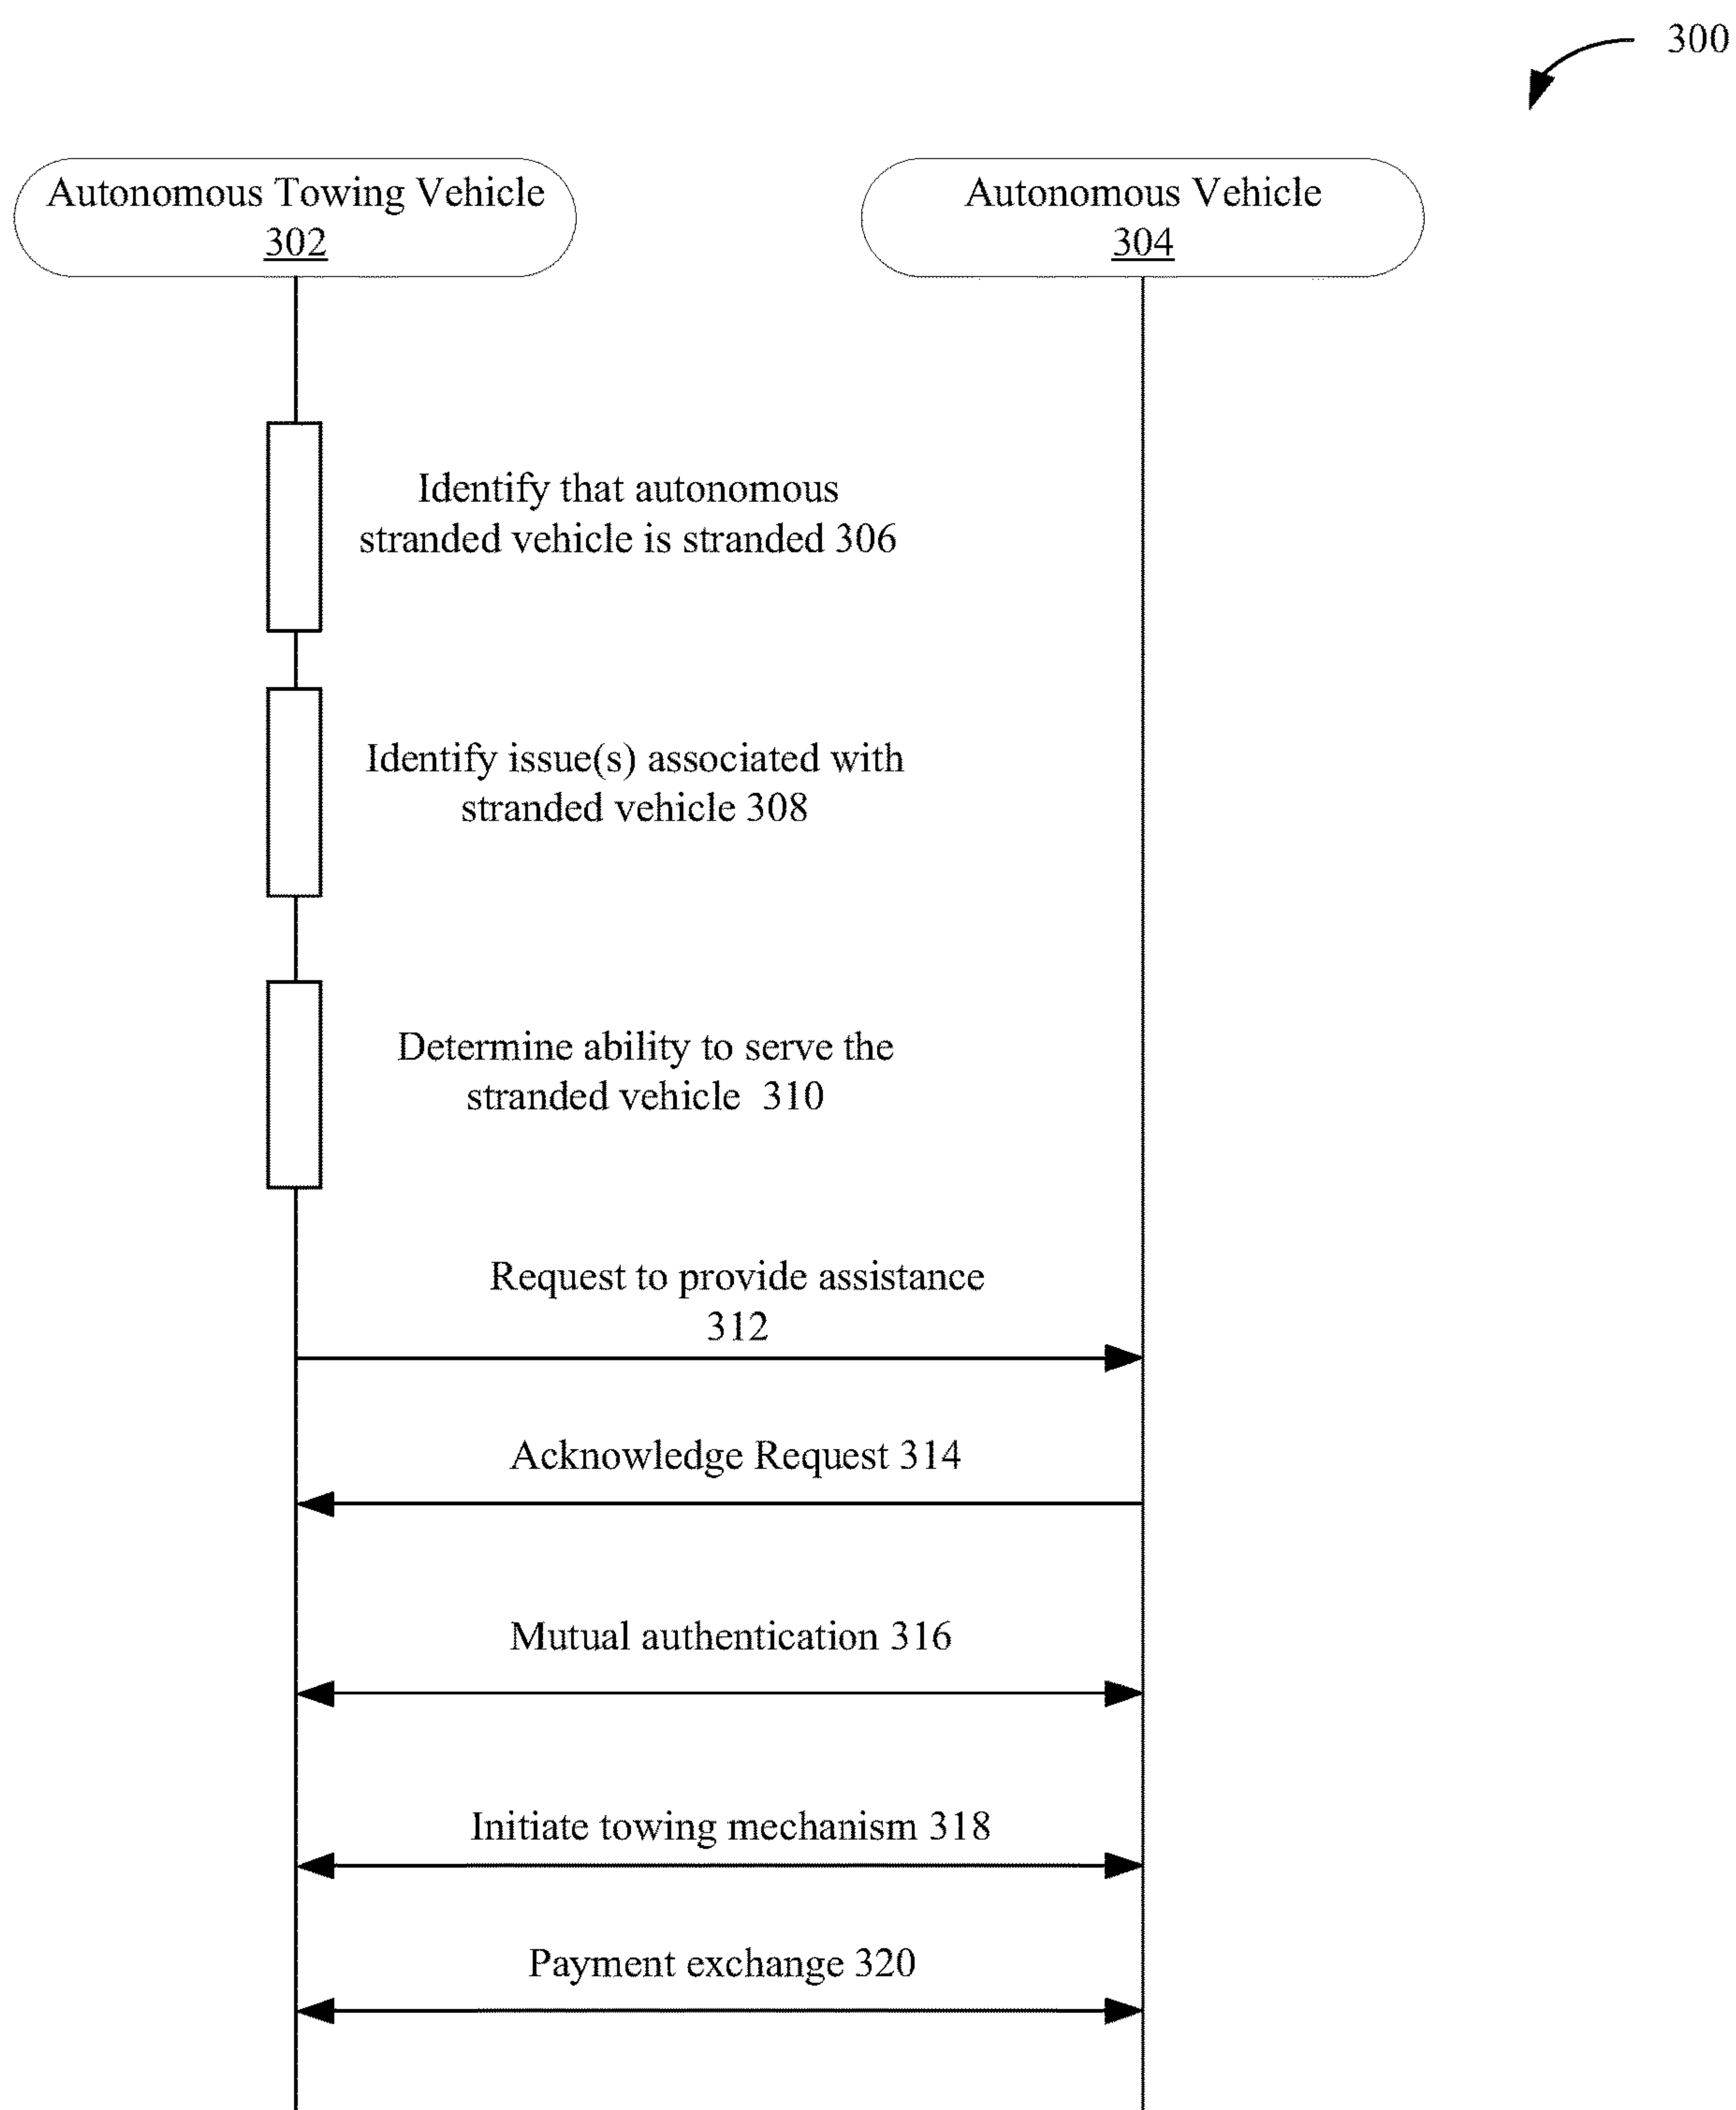 300
Autonomous Towing Vehicle
302
Autonomous Vehicle
304
Identify that autonomous
stranded vehicle is stranded 306
Identify issue(s) associated with
stranded vehicle 308
Determine ability to serve the
stranded vehicle 310
Request to provide assistance
312
Acknowledge Request 314
Mutual authentication 316
Initiate towing mechanism 318
Payment exchange 320